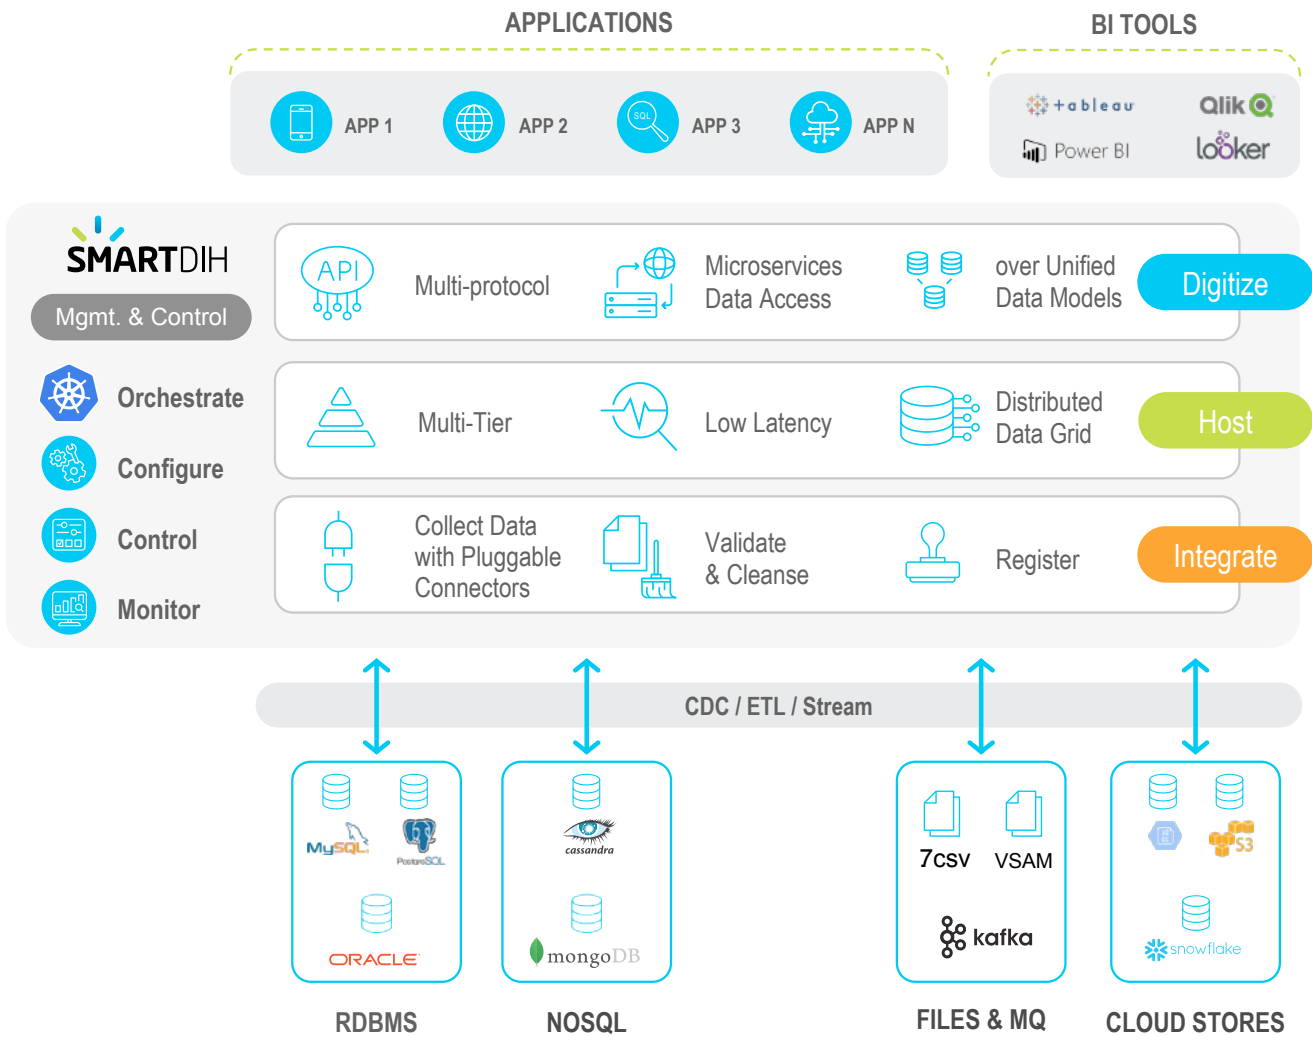 APPLICATIONS
BI TOOLS
APP 1
APP 2
SQL
APP 3
APP N
+ableau
Qlik
Power BI
looker
SMARTDIH
Mgmt. & Control
Orchestrate
Configure
Control
Monitor
API
Multi-protocol
Microservices
Data Access
over Unified
Data Models
Digitize
Multi-Tier
Low Latency
Distributed
Data Grid
Host
Collect Data
with Pluggable
Connectors
Validate
& Cleanse
Register
Integrate
CDC / ETL / Stream
MySQL
PostgreSQL
ORACLE
RDBMS
cassandra
mongoDB
NOSQL
7csv
VSAM
kafka
FILES & MQ
S3
snowflake
CLOUD STORES